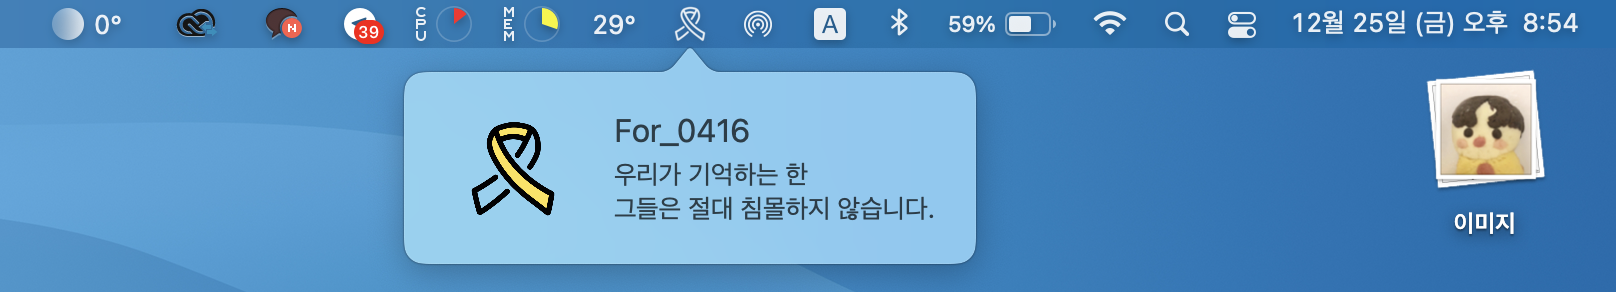 0° 39 CPU MEM 29° A 59% 12월 25일 (금) 오후 8:54
For_0416
우리가 기억하는 한
그들은 절대 침몰하지 않습니다.
이미지